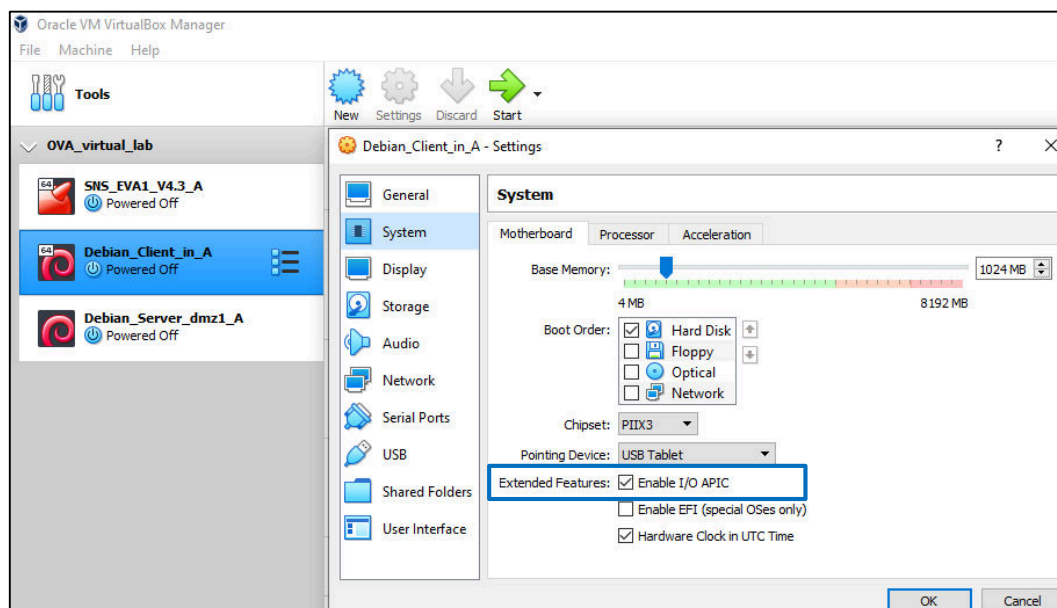 Oracle VM VirtualBox Manager
File Machine Help
Tools
New Settings Discard Start
OVA_virtual_lab
64 SNS_EVA1_V4.3_A
Powered Off
64 Debian_Client_in_A
Powered Off
Debian_Server_dmz1_A
Powered Off
Debian_Client_in_A - Settings ? X
General
System
Display
Storage
Audio
Network
Serial Ports
USB
Shared Folders
User Interface
System
Motherboard Processor Acceleration
Base Memory: 1024 MB
4 MB 8192 MB
Boot Order: Hard Disk
Floppy
Optical
Network
Chipset: PIIX3
Pointing Device: USB Tablet
Extended Features: Enable I/O APIC
Enable EFI (special OSes only)
Hardware Clock in UTC Time
OK Cancel